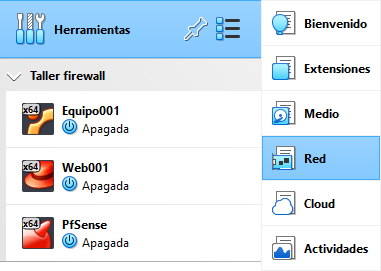 Herramientas
Taller firewall
x64
Equipo001
Apagada
x64
Web001
Apagada
x64
PfSense
Apagada
Bienvenido
Extensiones
Medio
Red
Cloud
Actividades